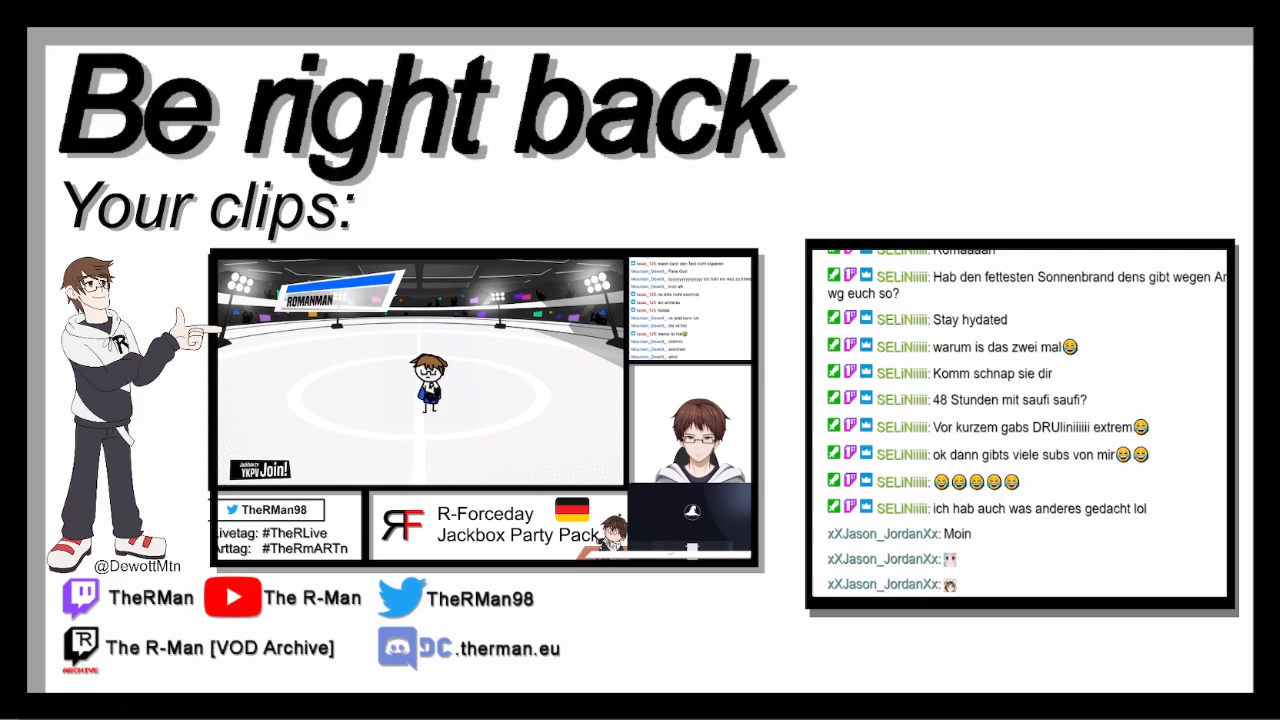 Be right back
Your clips:
ROMANMAN
Join!
TheRMan98
Livetag: #TheRLive
Arttag: #TheRmARTn
RF
R-Forceday
Jackbox Party Pack
SELiNiiiii: Hab den fettesten Sonnenbrand dens gibt wegen Ar
wg euch so?
SELiNiiiii: Stay hydated
SELiNiiiii: warum is das zwei mal😂
SELiNiiiii: Komm schnap sie dir
SELiNiiiii: 48 Stunden mit saufi saufi?
SELiNiiiii: Vor kurzem gabs DRUliniiiiii extrem😂
SELiNiiiii: ok dann gibts viele subs von mir😂😂
SELiNiiiii: 😂😂😂😂😂
SELiNiiiii: ich hab auch was anderes gedacht lol
xXJason_JordanXx: Moin
xXJason_JordanXx:
xXJason_JordanXx:
@DewottMtn
TheRMan
The R-Man
TheRMan98
R
ARCHIVE
The R-Man [VOD Archive]
DC.therman.eu